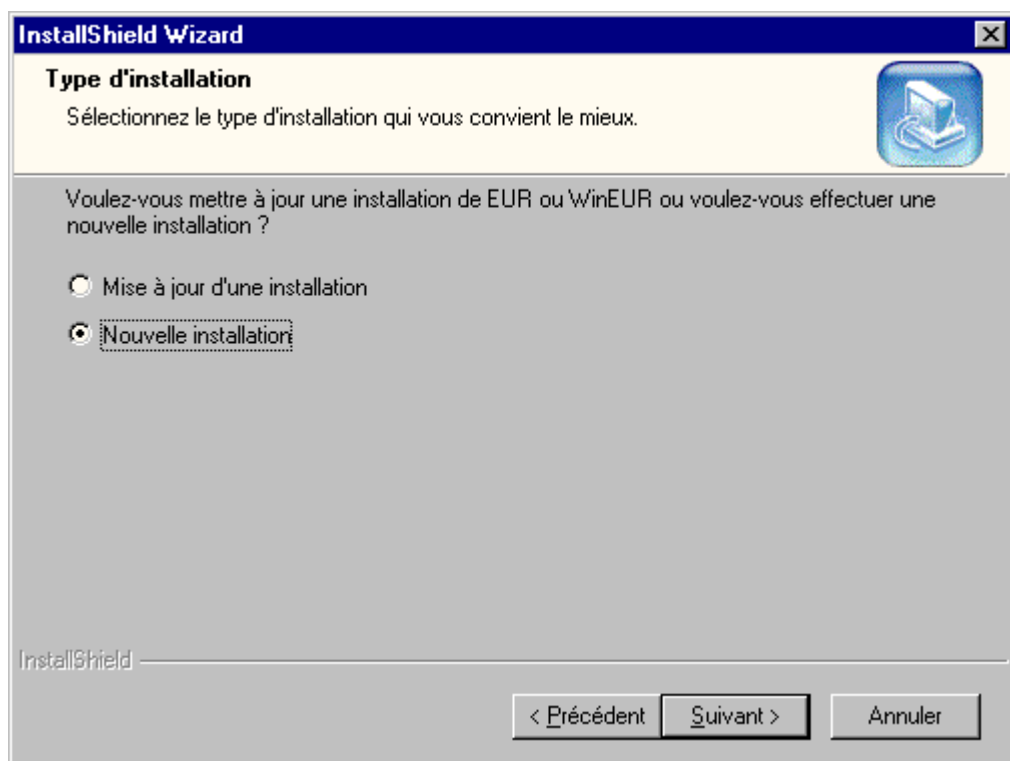 InstallShield Wizard
Type d'installation
Sélectionnez le type d'installation qui vous convient le mieux.
Voulez-vous mettre à jour une installation de EUR ou WinEUR ou voulez-vous effectuer une
nouvelle installation ?
Mise à jour d'une installation
Nouvelle installation
InstallShield
< Précédent
Suivant >
Annuler